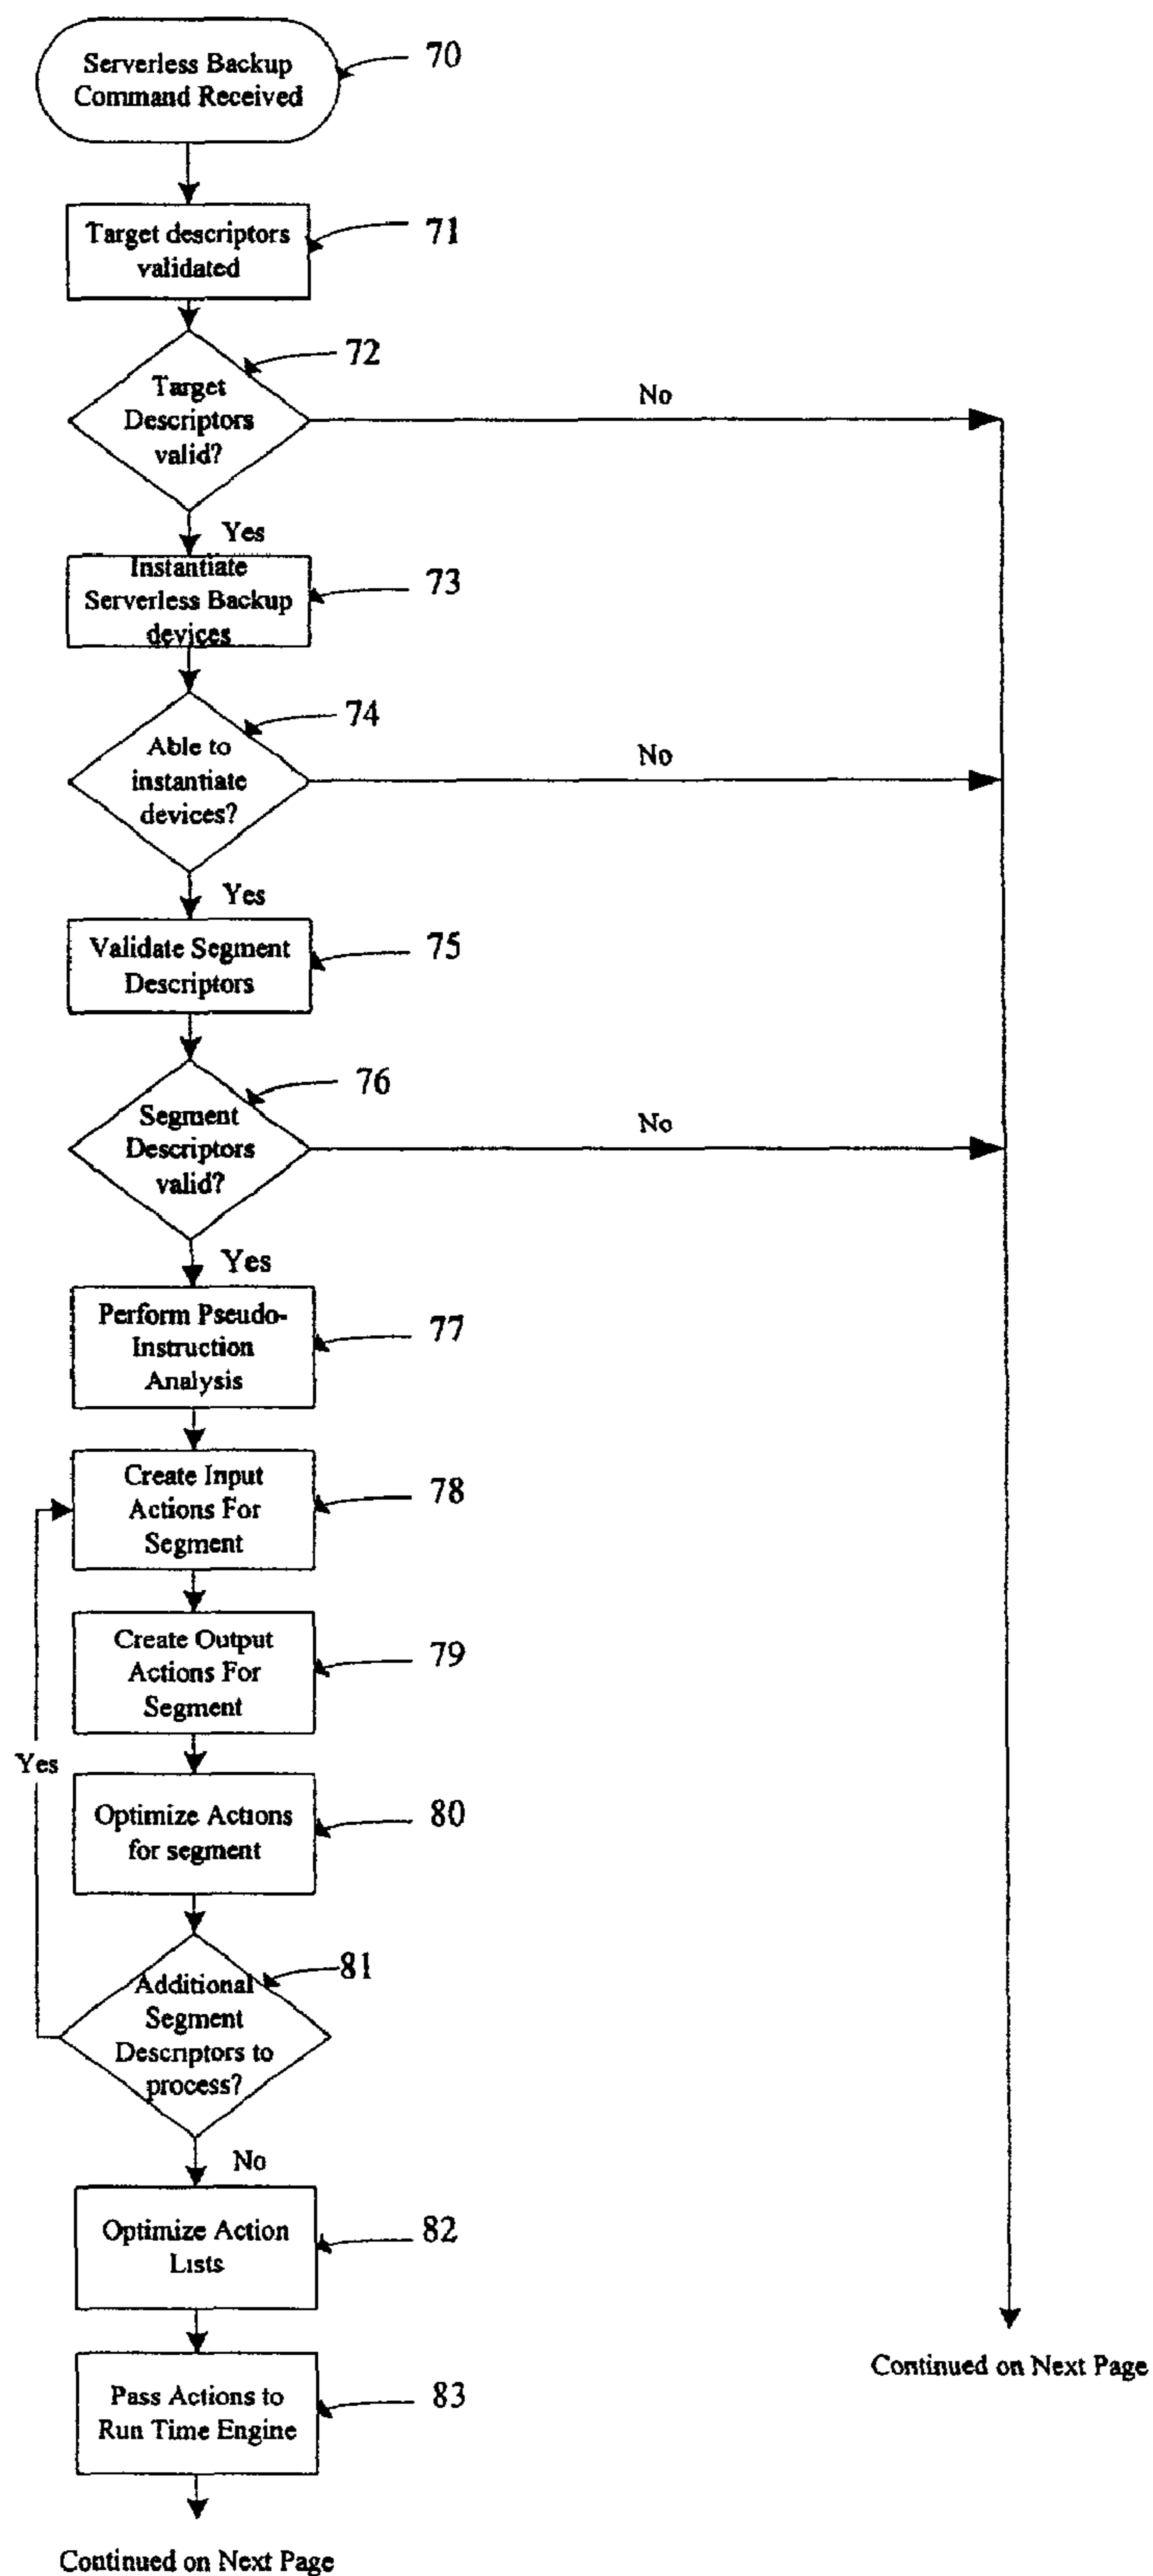 Serverless Backup
Command Received
70
Target descriptors
validated
71
72
Target
Descriptors
valid?
No
Yes
Instantiate
Serverless Backup
devices
73
74
Able to
instantiate
devices?
No
Yes
Validate Segment
Descriptors
75
76
Segment
Descriptors
valid?
No
Yes
Perform Pseudo-
Instruction
Analysis
77
Create Input
Actions For
Segment
78
Create Output
Actions For
Segment
79
Yes
Optimize Actions
for segment
80
81
Additional
Segment
Descriptors to
process?
No
Optimize Action
Lists
82
Pass Actions to
Run Time Engine
83
Continued on Next Page
Continued on Next Page